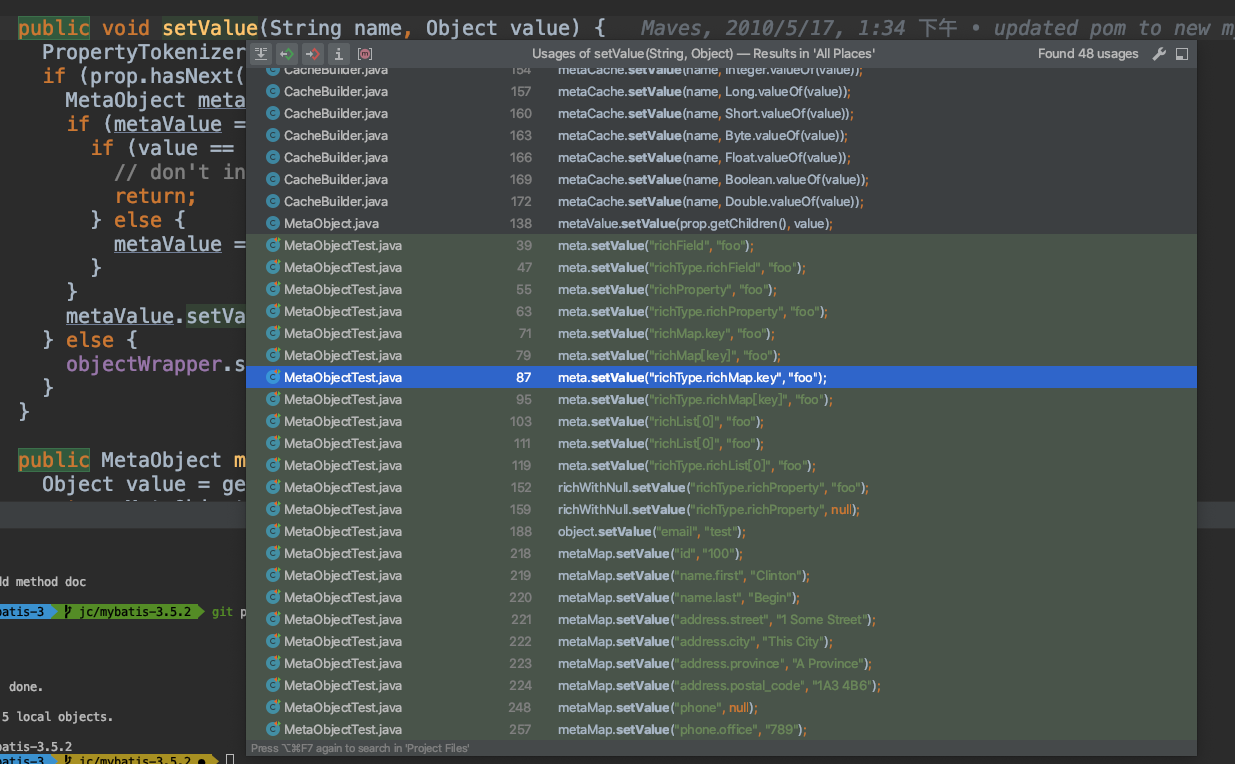 public void setValue(String name, Object value) {   Maves, 2010/5/17, 1:34 下午 • updated pom to new m
PropertyTokenizer
if (prop.hasNext(
MetaObject meta
if (metaValue =
if (value ==
// don't in
return;
} else {
metaValue =
}
}
metaValue.setVa
} else {
objectWrapper.s
}
}
public MetaObject m
Object value = ge
Usages of setValue(String, Object) — Results in 'All Places'   Found 48 usages
CacheBuilder.java 154 metaCache.setValue(name, Integer.valueOf(value));
CacheBuilder.java 157 metaCache.setValue(name, Long.valueOf(value));
CacheBuilder.java 160 metaCache.setValue(name, Short.valueOf(value));
CacheBuilder.java 163 metaCache.setValue(name, Byte.valueOf(value));
CacheBuilder.java 166 metaCache.setValue(name, Float.valueOf(value));
CacheBuilder.java 169 metaCache.setValue(name, Boolean.valueOf(value));
CacheBuilder.java 172 metaCache.setValue(name, Double.valueOf(value));
MetaObject.java 138 metaValue.setValue(prop.getChildren(), value);
MetaObjectTest.java 39 meta.setValue("richField", "foo");
MetaObjectTest.java 47 meta.setValue("richType.richField", "foo");
MetaObjectTest.java 55 meta.setValue("richProperty", "foo");
MetaObjectTest.java 63 meta.setValue("richType.richProperty", "foo");
MetaObjectTest.java 71 meta.setValue("richMap.key", "foo");
MetaObjectTest.java 79 meta.setValue("richMap[key]", "foo");
MetaObjectTest.java 87 meta.setValue("richType.richMap.key", "foo");
MetaObjectTest.java 95 meta.setValue("richType.richMap[key]", "foo");
MetaObjectTest.java 103 meta.setValue("richList[0]", "foo");
MetaObjectTest.java 111 meta.setValue("richList[0]", "foo");
MetaObjectTest.java 119 meta.setValue("richType.richList[0]", "foo");
MetaObjectTest.java 152 richWithNull.setValue("richType.richProperty", "foo");
MetaObjectTest.java 159 richWithNull.setValue("richType.richProperty", null);
MetaObjectTest.java 188 object.setValue("email", "test");
MetaObjectTest.java 218 metaMap.setValue("id", "100");
MetaObjectTest.java 219 metaMap.setValue("name.first", "Clinton");
MetaObjectTest.java 220 metaMap.setValue("name.last", "Begin");
MetaObjectTest.java 221 metaMap.setValue("address.street", "1 Some Street");
MetaObjectTest.java 222 metaMap.setValue("address.city", "This City");
MetaObjectTest.java 223 metaMap.setValue("address.province", "A Province");
MetaObjectTest.java 224 metaMap.setValue("address.postal_code", "1A3 4B6");
MetaObjectTest.java 248 metaMap.setValue("phone", null);
MetaObjectTest.java 257 metaMap.setValue("phone.office", "789");
Press ⌥⌘F7 again to search in 'Project Files'
dd method doc
batis-3 jc/mybatis-3.5.2 git p
done.
5 local objects.
batis-3.5.2
batis-3 jc/mybatis-3.5.2 ●